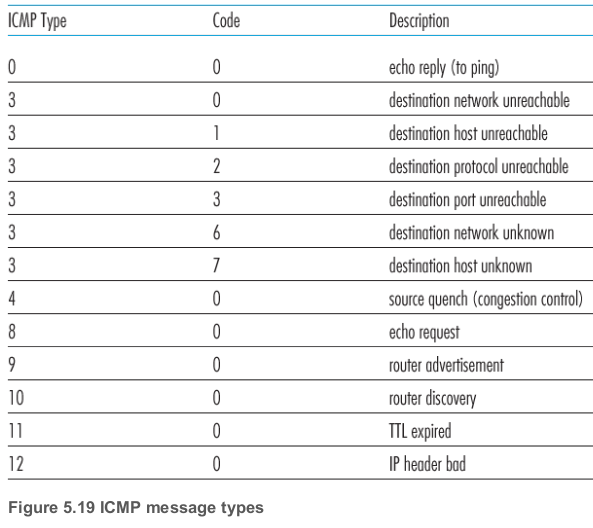 ICMP Type Code Description
0 0 echo reply (to ping)
3 0 destination network unreachable
3 1 destination host unreachable
3 2 destination protocol unreachable
3 3 destination port unreachable
3 6 destination network unknown
3 7 destination host unknown
4 0 source quench (congestion control)
8 0 echo request
9 0 router advertisement
10 0 router discovery
11 0 TTL expired
12 0 IP header bad
Figure 5.19 ICMP message types